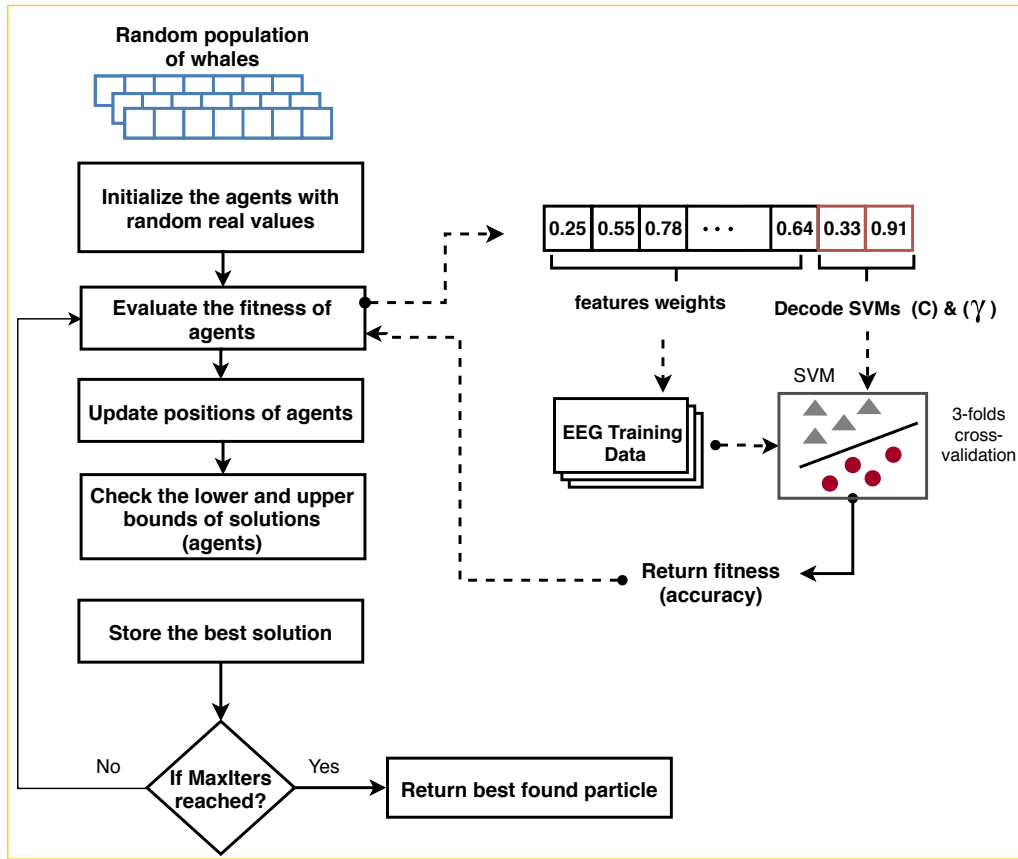 Random population
of whales
Initialize the agents with
random real values
Evaluate the fitness of
agents
Update positions of agents
Check the lower and upper
bounds of solutions
(agents)
Store the best solution
If MaxIters
reached?
No
Yes
Return best found particle
0.25 0.55 0.78 ... 0.64 0.33 0.91
features weights
Decode SVMs (C) & (γ)
SVM
EEG Training
Data
3-folds
cross-
validation
Return fitness
(accuracy)